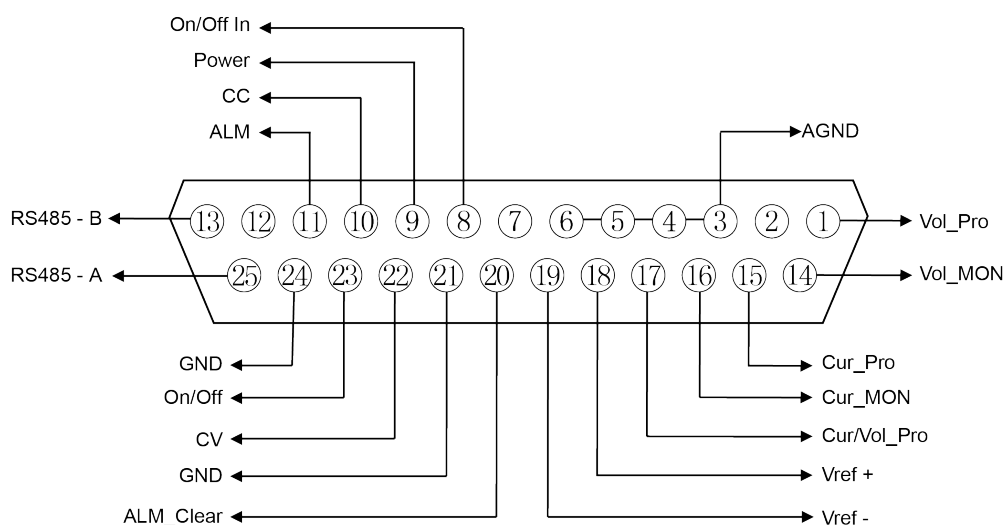 On/Off In
Power
CC
ALM
AGND
RS485 - B
13 12 11 10 9 8 7 6 5 4 3 2 1
Vol_Pro
RS485 - A
25 24 23 22 21 20 19 18 17 16 15 14
Vol_MON
GND
On/Off
CV
GND
ALM_Clear
Cur_Pro
Cur_MON
Cur/Vol_Pro
Vref +
Vref -